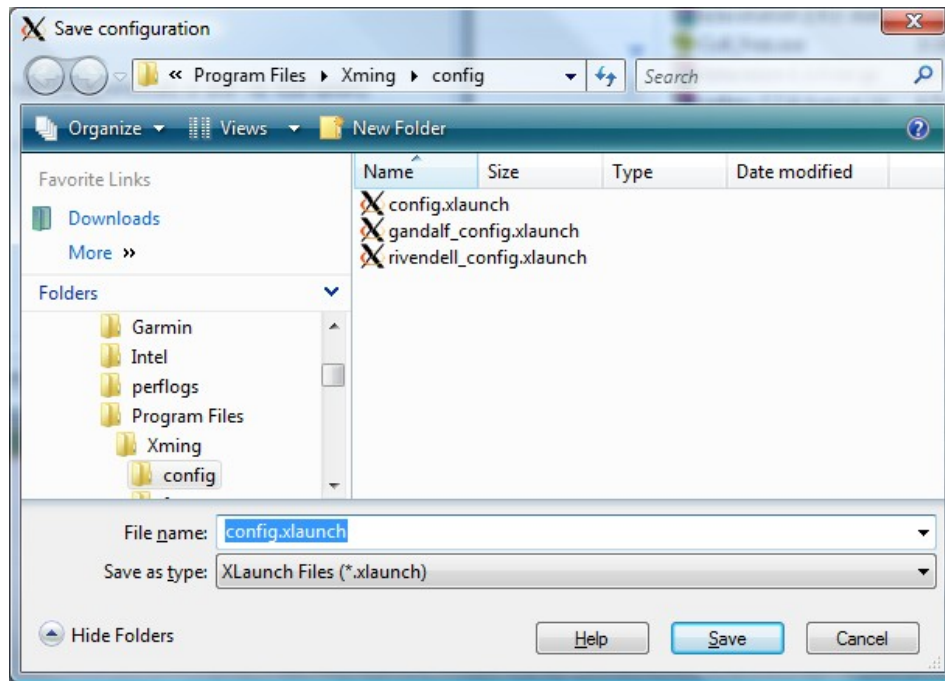 Save configuration
« Program Files ▸ Xming ▸ config
Search
Organize Views New Folder
Favorite Links
Downloads
More »
Folders
Garmin
Intel
perflogs
Program Files
Xming
config
Name Size Type Date modified
config.xlaunch
gandalf_config.xlaunch
rivendell_config.xlaunch
File name: config.xlaunch
Save as type: XLaunch Files (*.xlaunch)
Hide Folders
Help Save Cancel